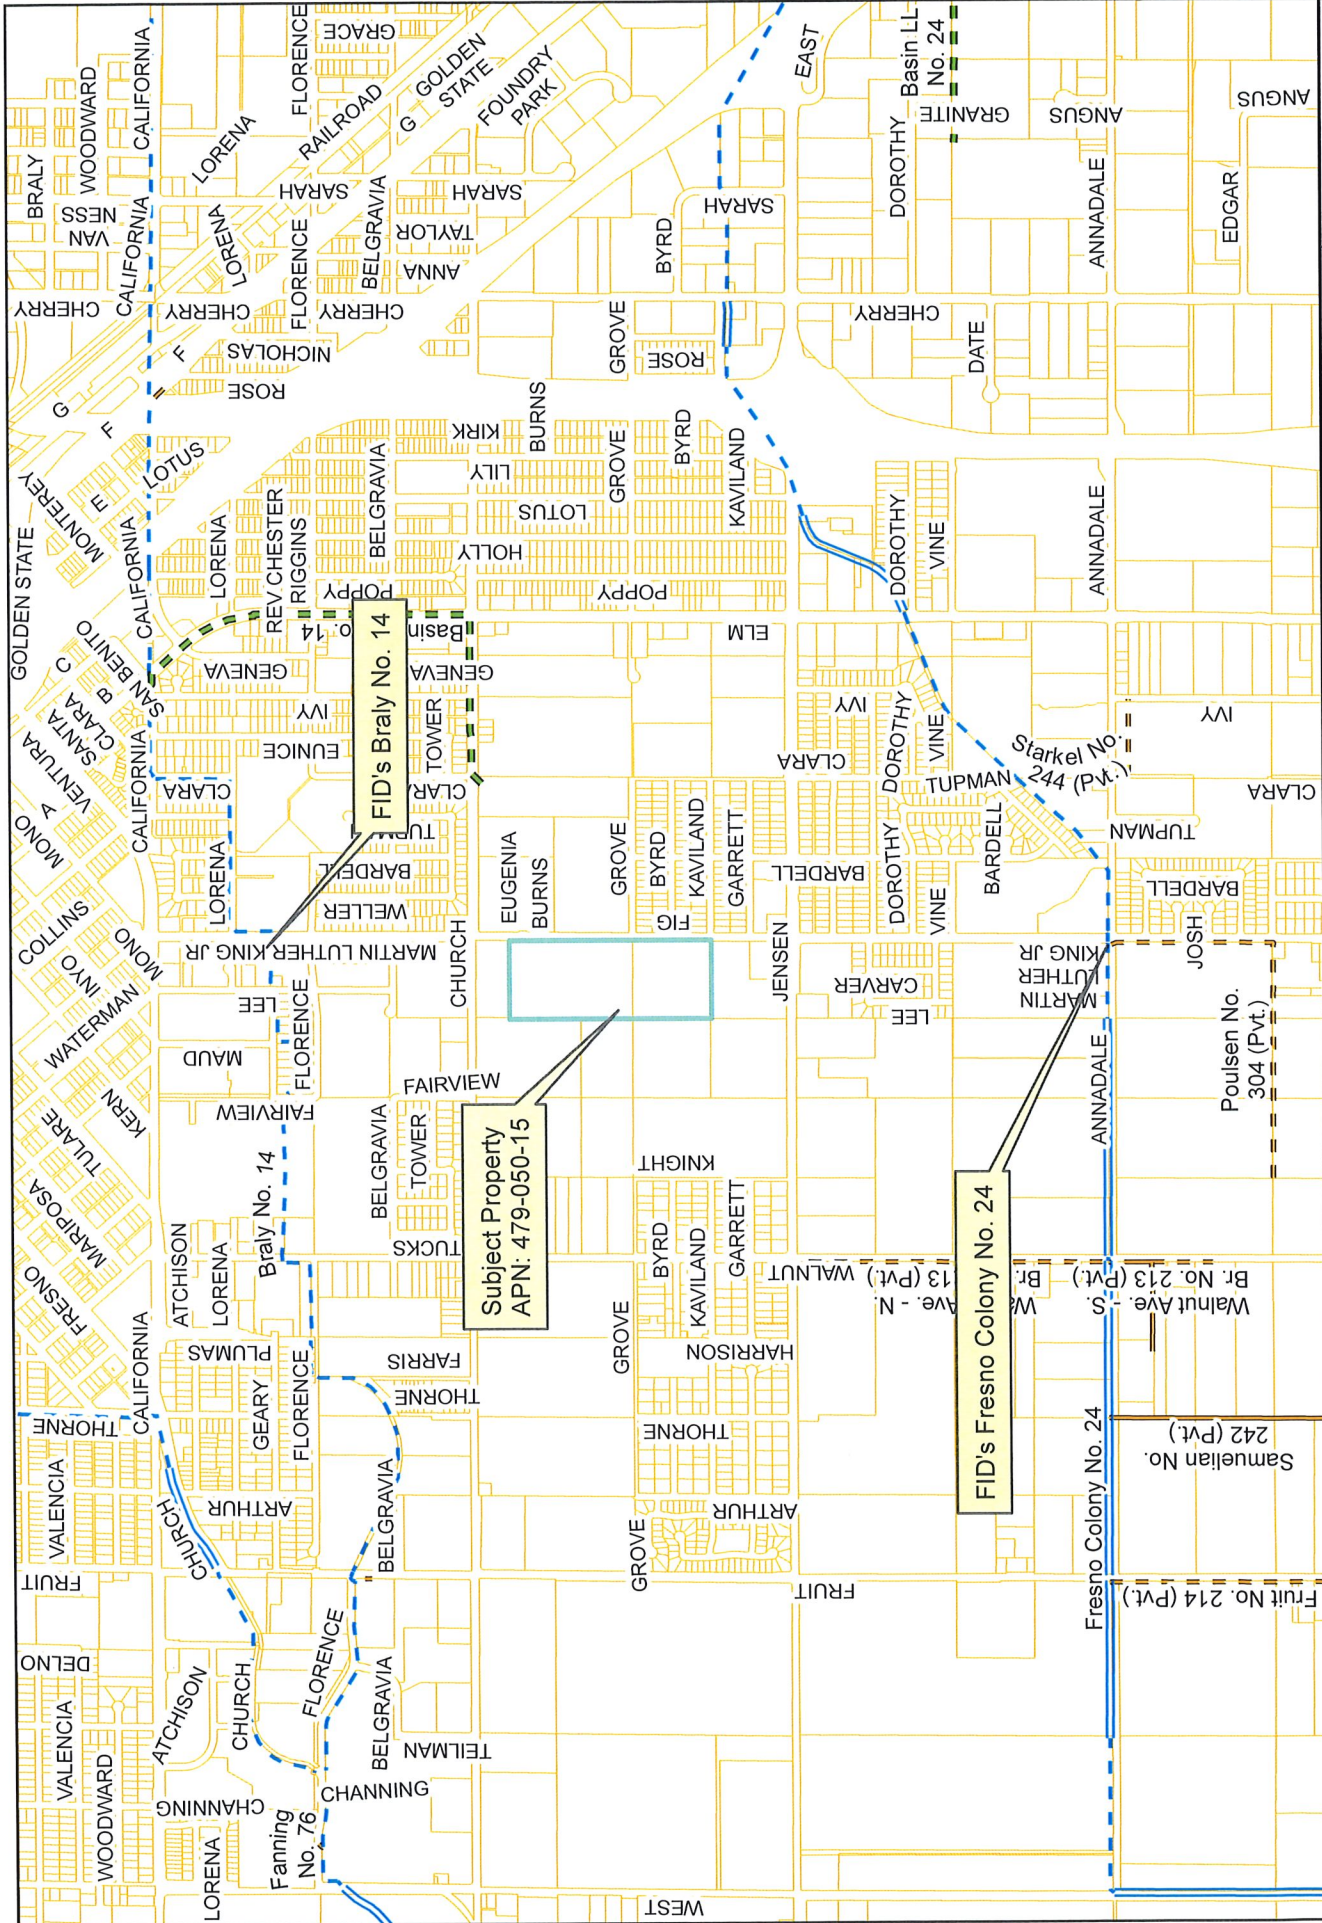 GOLDEN STATE
MONTEREY
BRALY
DELNO
VALENCIA
FRUIT
VALENCIA
THORNE
FRESNO
MARIPOSA
TULARE
KERN
WATERMAN
INYO
COLLINS
MONO
MONO
A
VENTURA
SANTA
CLARA
B
C
SAN BENITO
E
F
G
VAN
NESS
CHERRY
WOODWARD
WOODWARD
CALIFORNIA
CALIFORNIA
CALIFORNIA
CALIFORNIA
CALIFORNIA
CALIFORNIA
ATCHISON
CHANNING
LORENA
CHURCH
ARTHUR
ATCHISON
LORENA
PLUMAS
MAUD
FAIRVIEW
LEE
LORENA
CLARA
GENEVA
LORENA
LOTUS
F
ROSE
NICHOLAS
CHERRY
LORENA
LORENA
CHURCH
GEARY
Braly No. 14
MARTIN LUTHER KING JR
EUNICE
IVY
REV CHESTER
RIGGINS
Fanning
No. 76
FLORENCE
FLORENCE
FLORENCE
FLORENCE
FLORENCE
FLORENCE
FLORENCE
SARAH
RAILROAD
GRACE
CHANNING
BELGRAVIA
BELGRAVIA
BELGRAVIA
BELGRAVIA
BELGRAVIA
CHERRY
WELLER
BARDELL
FID's Braly No. 14
Basin
o. 14
POPPY
G
GOLDEN
STATE
FOUNDRY
PARK
TEILMAN
THORNE
FARRIS
TUCKS
TOWER
FAIRVIEW
TOWER
CLARA
GENEVA
ANNA
TAYLOR
SARAH
CHURCH
HOLLY
LILY
KIRK
Subject Property
APN: 479-050-15
EUGENIA
BURNS
LOTUS
BURNS
GROVE
GROVE
GROVE
GROVE
GROVE
WEST
ARTHUR
THORNE
HARRISON
KNIGHT
BYRD
KAVILAND
GARRETT
FIG
BYRD
KAVILAND
GARRETT
ELM
POPPY
BYRD
KAVILAND
ROSE
BYRD
SARAH
JENSEN
FRUIT
WALNUT
EAST
LEE
CARVER
BARDELL
CLARA
IVY
DOROTHY
DOROTHY
DOROTHY
DOROTHY
CHERRY
VINE
VINE
VINE
DATE
GRANITE
Basin LL
No. 24
FID's Fresno Colony No. 24
BARDELL
TUPMAN
Starkel No.
244 (Pvt.)
MARTIN
LUTHER
KING JR
Fresno Colony No. 24
ANNADALE
ANNADALE
ANNADALE
ANGUS
Ave. - N.
Br.
13 (Pvt.)
Walnut Ave. - S.
Br. No. 213 (Pvt.)
Fruit No. 214 (Pvt.)
Samuelian No.
242 (Pvt.)
Poulsen No.
304 (Pvt.)
JOSH
BARDELL
TUPMAN
CLARA
IVY
EDGAR
ANGUS